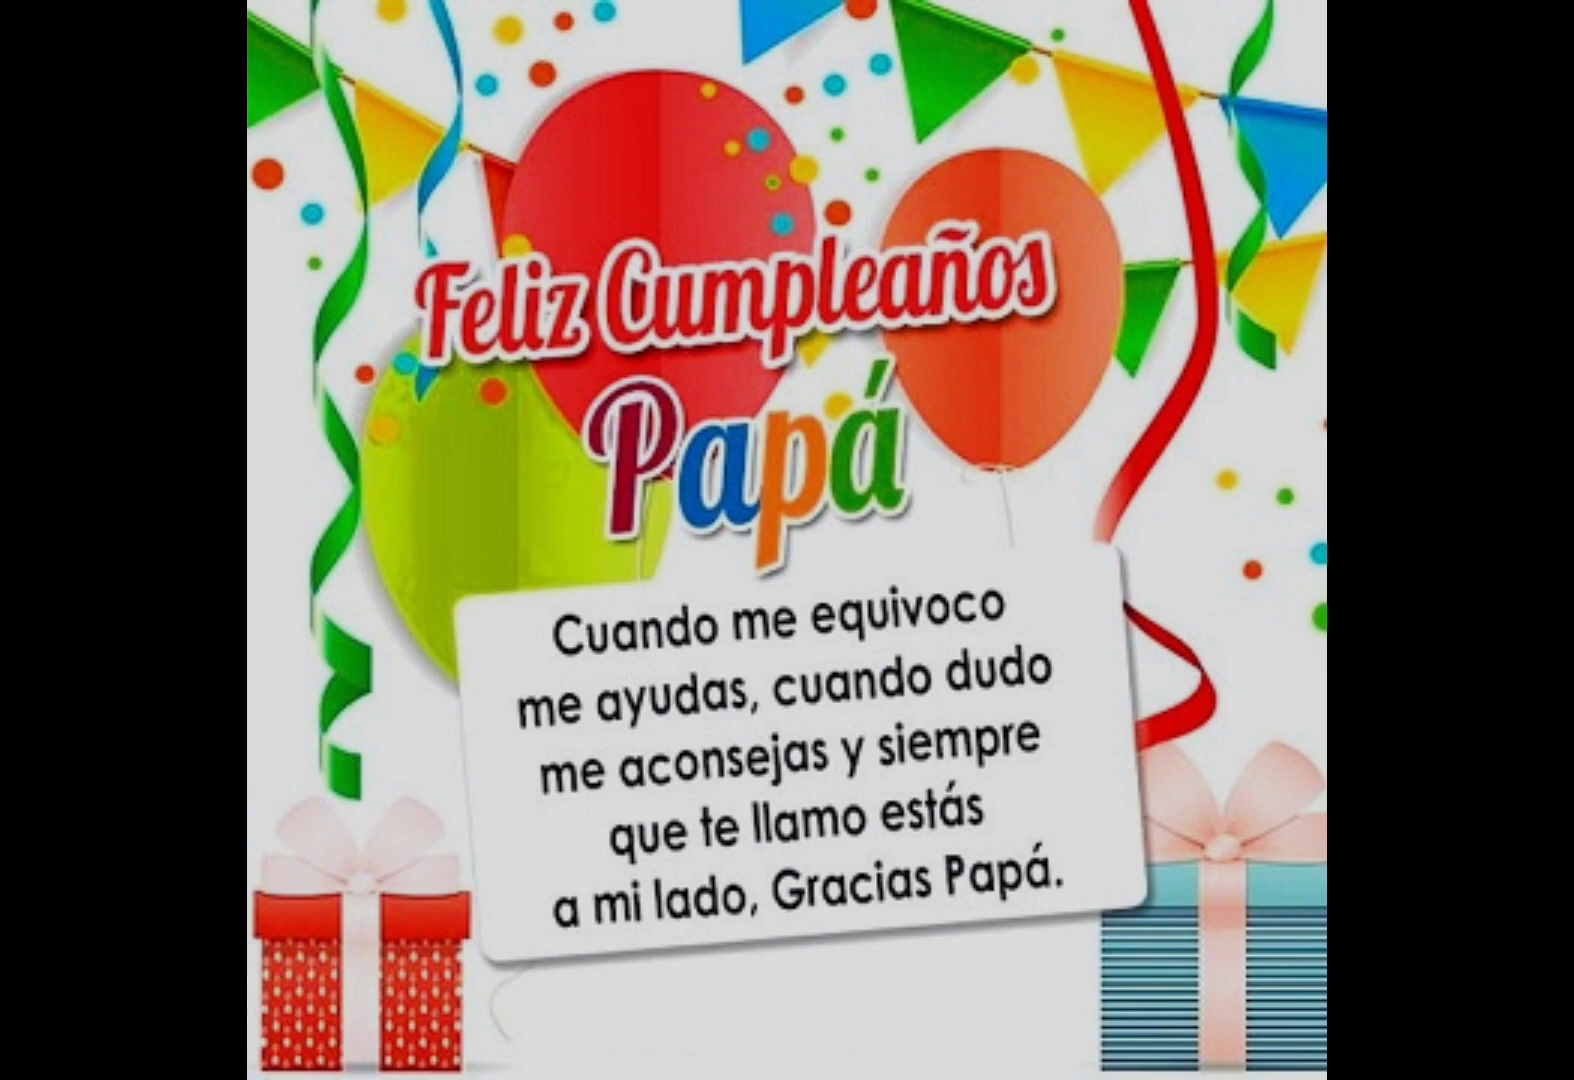 Feliz Cumpleaños
Papá
Cuando me equivoco
me ayudas, cuando dudo
me aconsejas y siempre
que te llamo estás
a mi lado, Gracias Papá.